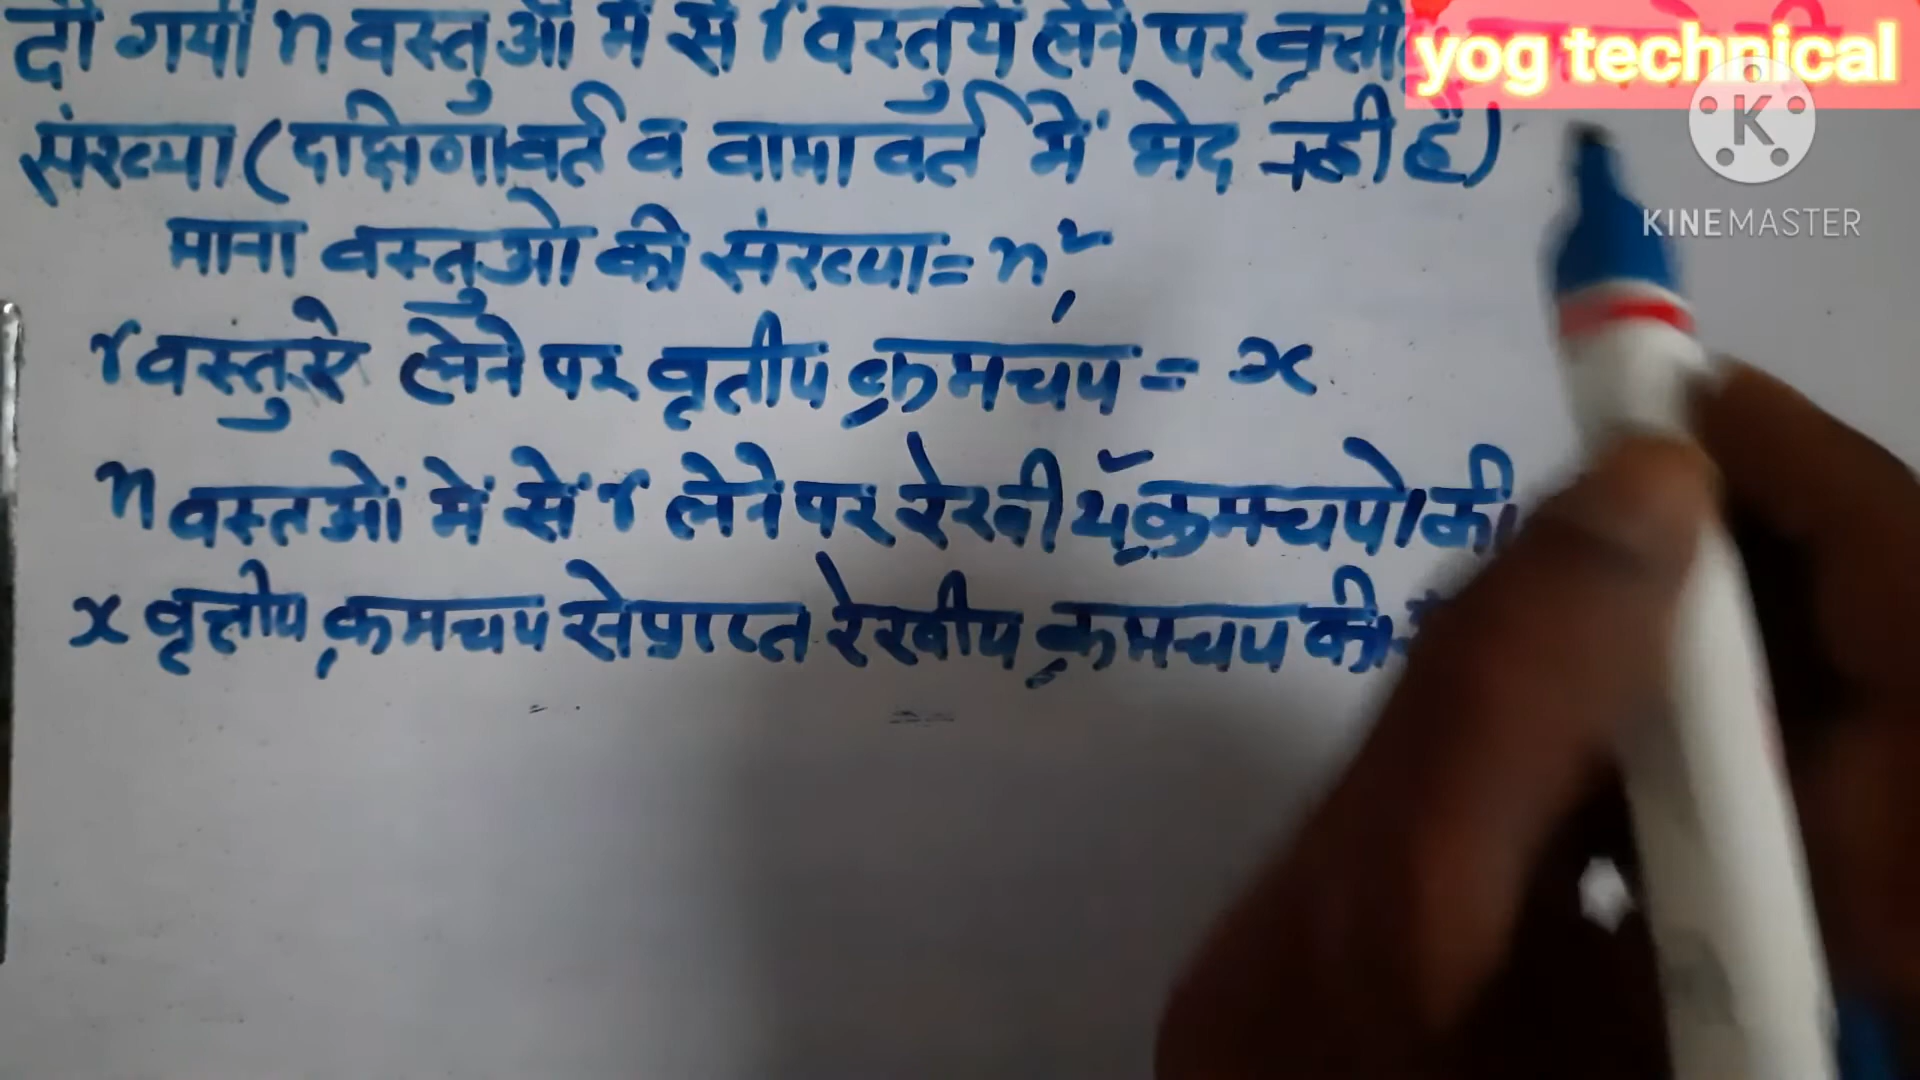 दी गयी n वस्तुओं में से r वस्तुयें लेने पर वृत्ती
yog technical
संख्या (दक्षिणावर्त व वामावर्त में भेद नही है)
K
KINEMASTER
माना वस्तुओ की संख्या = n
r वस्तुऐ लेने पर वृतीय क्रमचय = x
n वस्तओं में से r लेने पर रेखीय क्रमचयो की
x वृत्तीय क्रमचय से प्राप्त रेखीय क्रमचय की